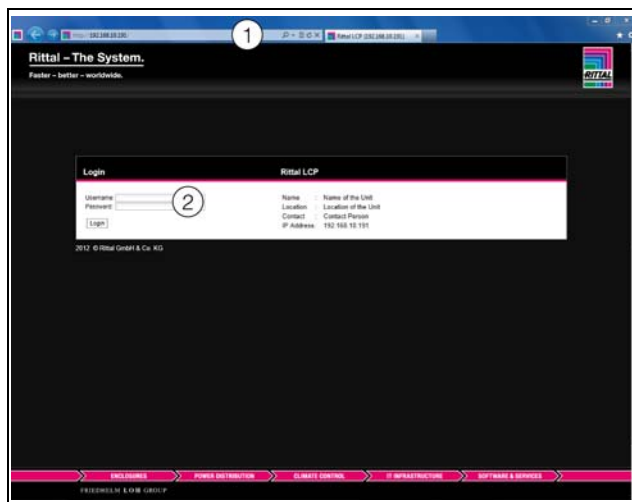 1
http://192.168.10.191/
Rittal LCP (192.168.10.191)
Rittal – The System.
Faster – better – worldwide.
RITTAL
Login
Rittal LCP
Username:
Password:
2
Login
Name : Name of the Unit
Location : Location of the Unit
Contact : Contact Person
IP Address : 192.168.10.191
2012 © Rittal GmbH & Co. KG
ENCLOSURES
POWER DISTRIBUTION
CLIMATE CONTROL
IT INFRASTRUCTURE
SOFTWARE & SERVICES
FRIEDHELM LOH GROUP